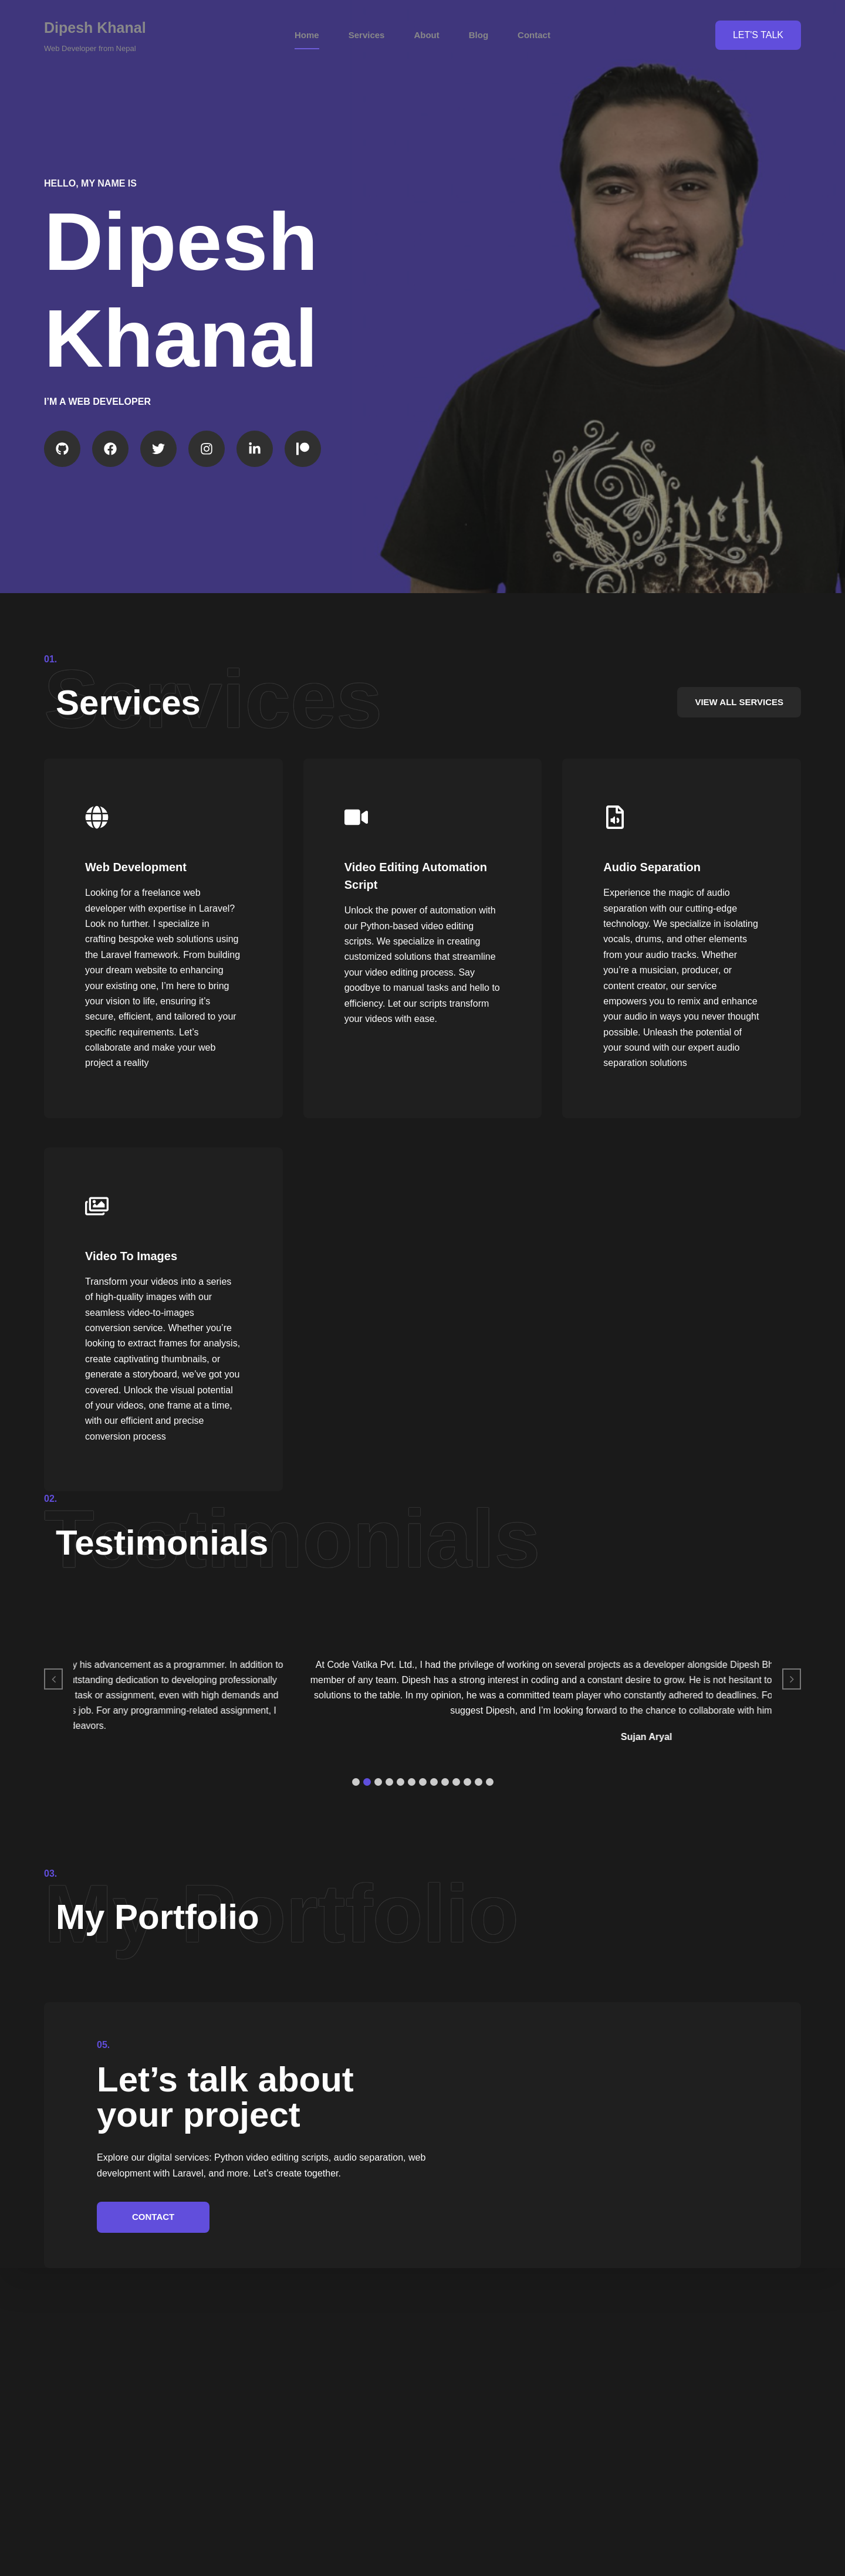 Dipesh Khanal
Web Developer from Nepal
Home
Services
About
Blog
Contact
LET'S TALK
HELLO, MY NAME IS
Dipesh
Khanal
I’M A WEB DEVELOPER
Opeth
01.
Services
Services
VIEW ALL SERVICES
Web Development
Looking for a freelance web
developer with expertise in Laravel?
Look no further. I specialize in
crafting bespoke web solutions using
the Laravel framework. From building
your dream website to enhancing
your existing one, I’m here to bring
your vision to life, ensuring it’s
secure, efficient, and tailored to your
specific requirements. Let’s
collaborate and make your web
project a reality
Video Editing Automation
Script
Unlock the power of automation with
our Python-based video editing
scripts. We specialize in creating
customized solutions that streamline
your video editing process. Say
goodbye to manual tasks and hello to
efficiency. Let our scripts transform
your videos with ease.
Audio Separation
Experience the magic of audio
separation with our cutting-edge
technology. We specialize in isolating
vocals, drums, and other elements
from your audio tracks. Whether
you’re a musician, producer, or
content creator, our service
empowers you to remix and enhance
your audio in ways you never thought
possible. Unleash the potential of
your sound with our expert audio
separation solutions
Video To Images
Transform your videos into a series
of high-quality images with our
seamless video-to-images
conversion service. Whether you’re
looking to extract frames for analysis,
create captivating thumbnails, or
generate a storyboard, we’ve got you
covered. Unlock the visual potential
of your videos, one frame at a time,
with our efficient and precise
conversion process
02.
Testimonials
Testimonials
y his advancement as a programmer. In addition to
tstanding dedication to developing professionally
task or assignment, even with high demands and
s job. For any programming-related assignment, I
deavors.
At Code Vatika Pvt. Ltd., I had the privilege of working on several projects as a developer alongside Dipesh Bh
member of any team. Dipesh has a strong interest in coding and a constant desire to grow. He is not hesitant to
solutions to the table. In my opinion, he was a committed team player who constantly adhered to deadlines. Fo
suggest Dipesh, and I’m looking forward to the chance to collaborate with him
Sujan Aryal
03.
My Portfolio
My Portfolio
05.
Let’s talk about
your project
Explore our digital services: Python video editing scripts, audio separation, web
development with Laravel, and more. Let’s create together.
CONTACT